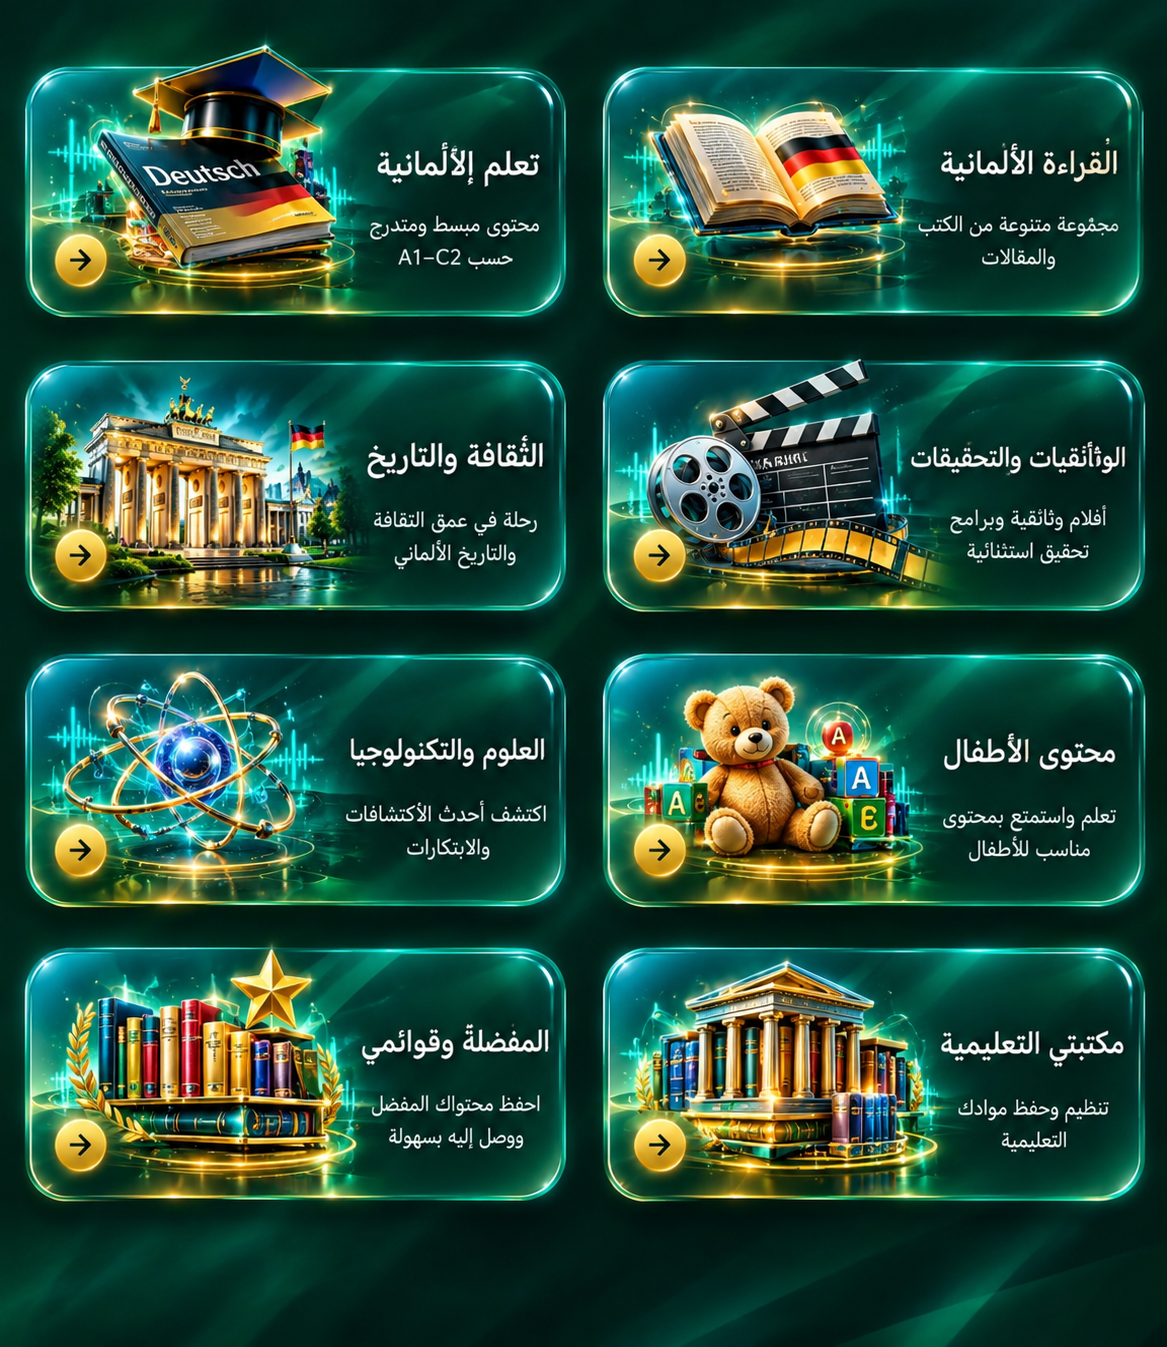 القراءة الألمانية
مجموعة متنوعة من الكتب
والمقالات
Deutsch
تعلم الألمانية
محتوى مبسط ومتدرج
حسب A1–C2
الوثائقيات والتحقيقات
أفلام وثائقية وبرامج
تحقيق استثنائية
الثقافة والتاريخ
رحلة في عمق الثقافة
والتاريخ الألماني
محتوى الأطفال
تعلم واستمتع بمحتوى
مناسب للأطفال
A
A
A
العلوم والتكنولوجيا
اكتشف أحدث الأكتشافات
والابتكارات
مكتبتي التعليمية
تنظيم وحفظ موادك
التعليمية
المفضلة وقوائمي
احفظ محتواك المفضل
ووصل إليه بسهولة